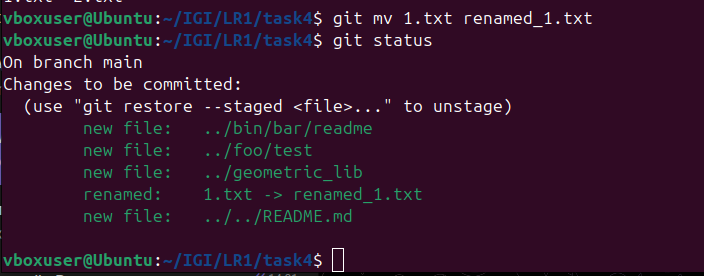 vboxuser@Ubuntu:~/IGI/LR1/task4$ git mv 1.txt renamed_1.txt
vboxuser@Ubuntu:~/IGI/LR1/task4$ git status
On branch main
Changes to be committed:
  (use "git restore --staged <file>..." to unstage)
        new file:   ../bin/bar/readme
        new file:   ../foo/test
        new file:   ../geometric_lib
        renamed:    1.txt -> renamed_1.txt
        new file:   ../../README.md
vboxuser@Ubuntu:~/IGI/LR1/task4$